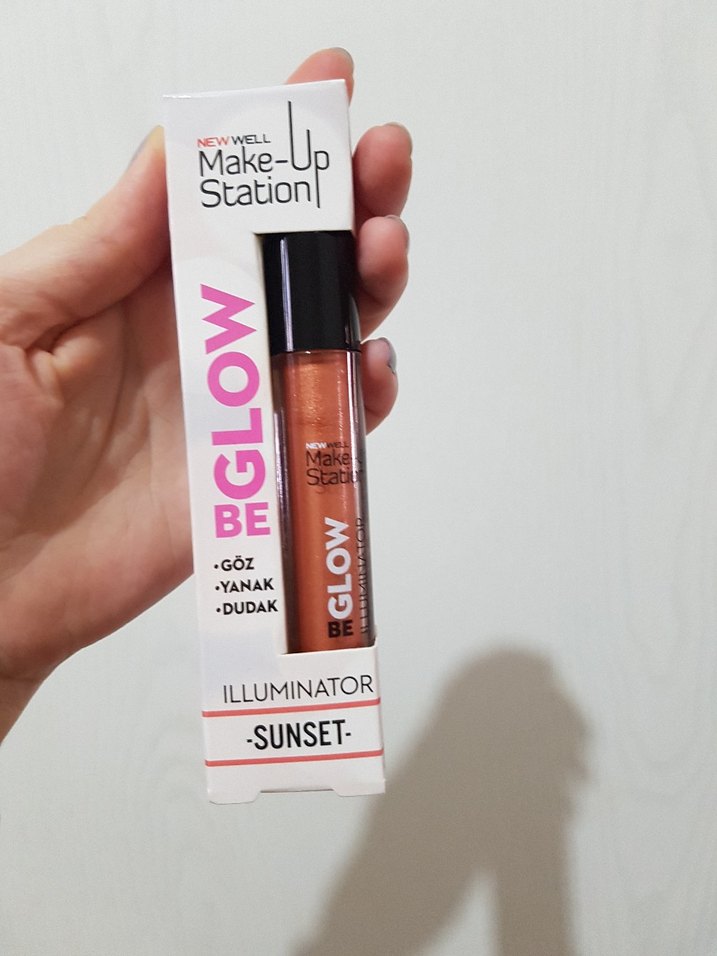 NEW WELL
Make-Up
Station
BE GLOW
•GÖZ
•YANAK
•DUDAK
NEW WELL
Make-
Station
BE GLOW
ILLUMINATOR
ILLUMINATOR
-SUNSET-